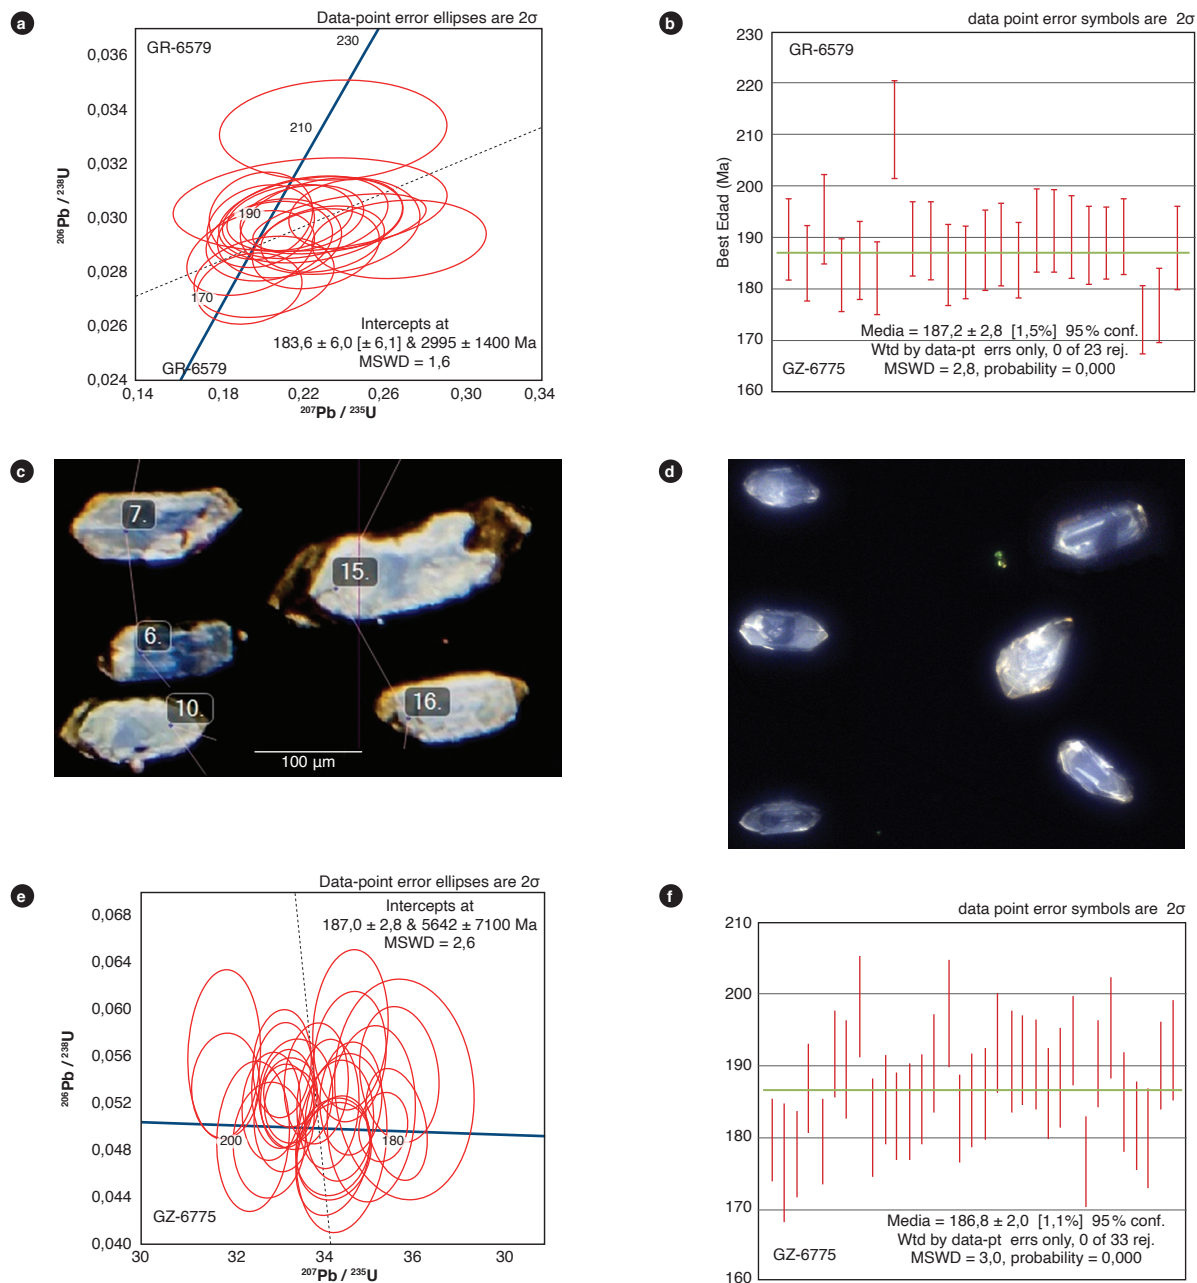 a
Data-point error ellipses are 2σ
GR-6579
0,036
0,034
0,032
0,030
0,028
0,026
0,024
230
210
190
170
Intercepts at
183,6 ± 6,0 [± 6,1] & 2995 ± 1400 Ma
MSWD = 1,6
GR-6579
0,14
0,18
0,22
0,26
0,30
0,34
²⁰⁶Pb / ²³⁸U
²⁰⁷Pb / ²³⁵U
b
data point error symbols are 2σ
GR-6579
230
220
210
200
190
180
170
160
Best Edad (Ma)
Media = 187,2 ± 2,8 [1,5%] 95% conf.
Wtd by data-pt errs only, 0 of 23 rej.
MSWD = 2,8, probability = 0,000
GZ-6775
c
7.
15.
6.
10.
16.
100 µm
d
e
Data-point error ellipses are 2σ
Intercepts at
187,0 ± 2,8 & 5642 ± 7100 Ma
MSWD = 2,6
0,068
0,064
0,060
0,056
0,052
0,048
0,044
0,040
200
180
GZ-6775
30
32
34
36
30
²⁰⁶Pb / ²³⁸U
²⁰⁷Pb / ²³⁵U
f
data point error symbols are 2σ
210
200
190
180
170
160
Media = 186,8 ± 2,0 [1,1%] 95% conf.
Wtd by data-pt errs only, 0 of 33 rej.
MSWD = 3,0, probability = 0,000
GZ-6775